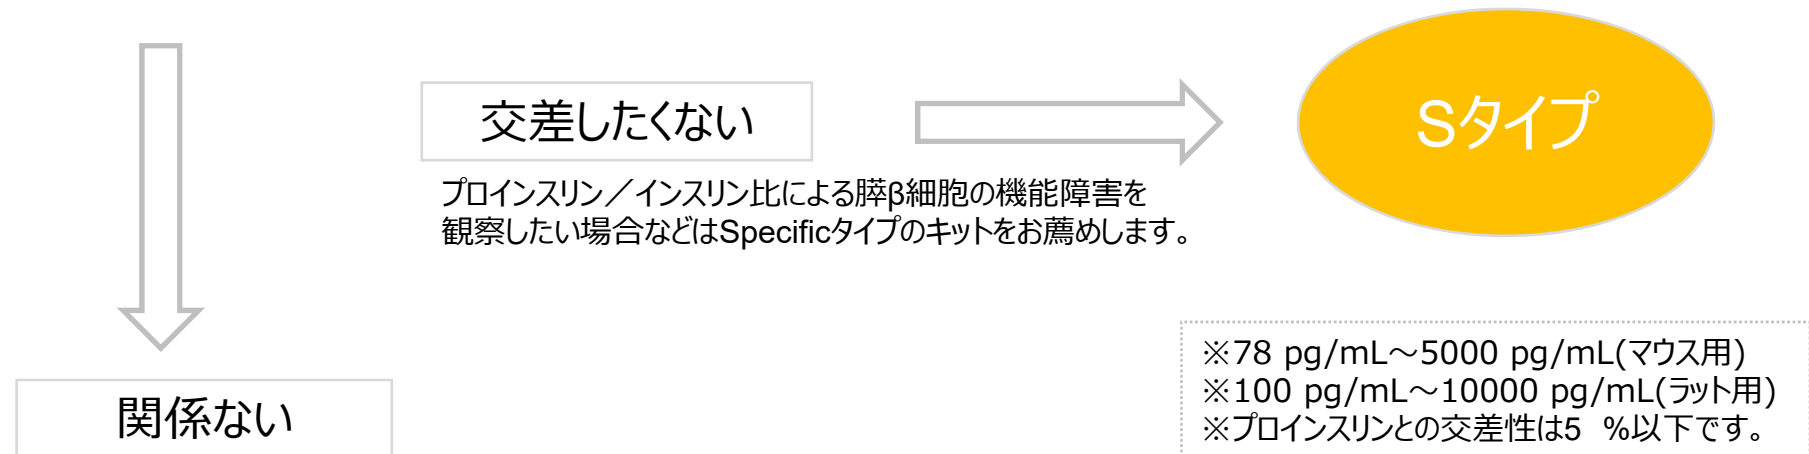 交差したくない
Sタイプ
プロインスリン／インスリン比による膵β細胞の機能障害を
観察したい場合などはSpecificタイプのキットをお薦めします。
※78 pg/mL～5000 pg/mL(マウス用)
※100 pg/mL～10000 pg/mL(ラット用)
※プロインスリンとの交差性は5 %以下です。
関係ない